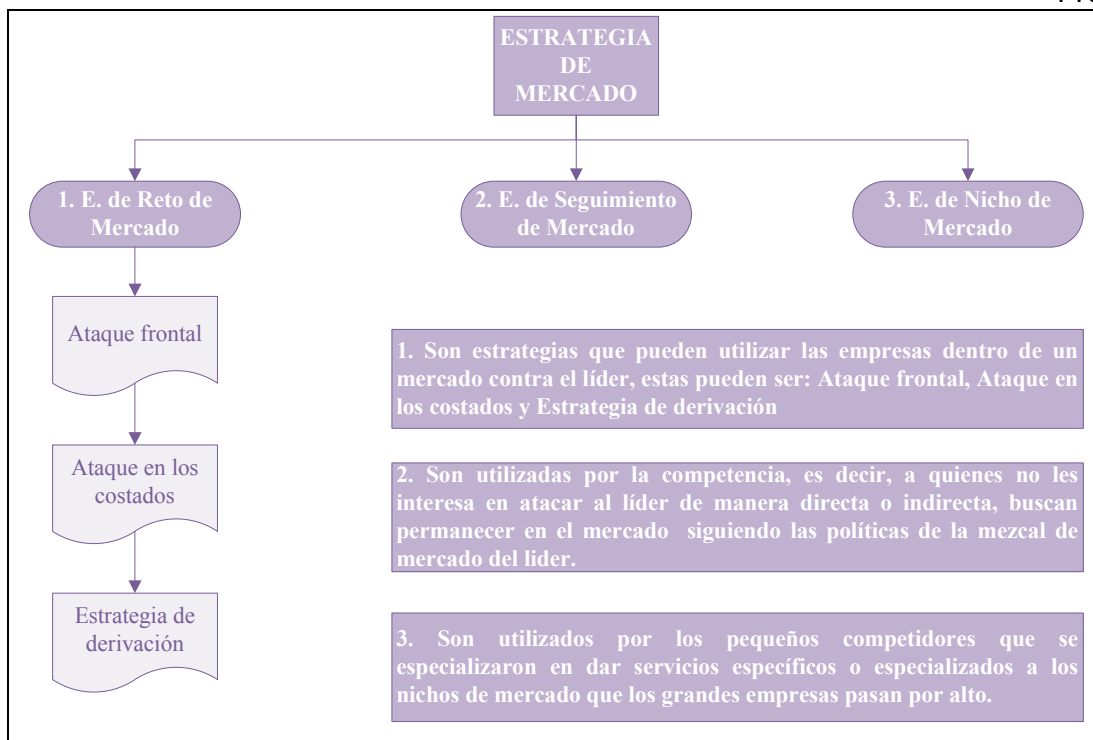 ESTRATEGIA
DE
MERCADO
1. E. de Reto de
Mercado
2. E. de Seguimiento
de Mercado
3. E. de Nicho de
Mercado
Ataque frontal
Ataque en los
costados
Estrategia de
derivación
1. Son estrategias que pueden utilizar las empresas dentro de un
mercado contra el líder, estas pueden ser: Ataque frontal, Ataque en
los costados y Estrategia de derivación
2. Son utilizadas por la competencia, es decir, a quienes no les
interesa en atacar al líder de manera directa o indirecta, buscan
permanecer en el mercado siguiendo las políticas de la mezcal de
mercado del lider.
3. Son utilizados por los pequeños competidores que se
especializaron en dar servicios específicos o especializados a los
nichos de mercado que los grandes empresas pasan por alto.